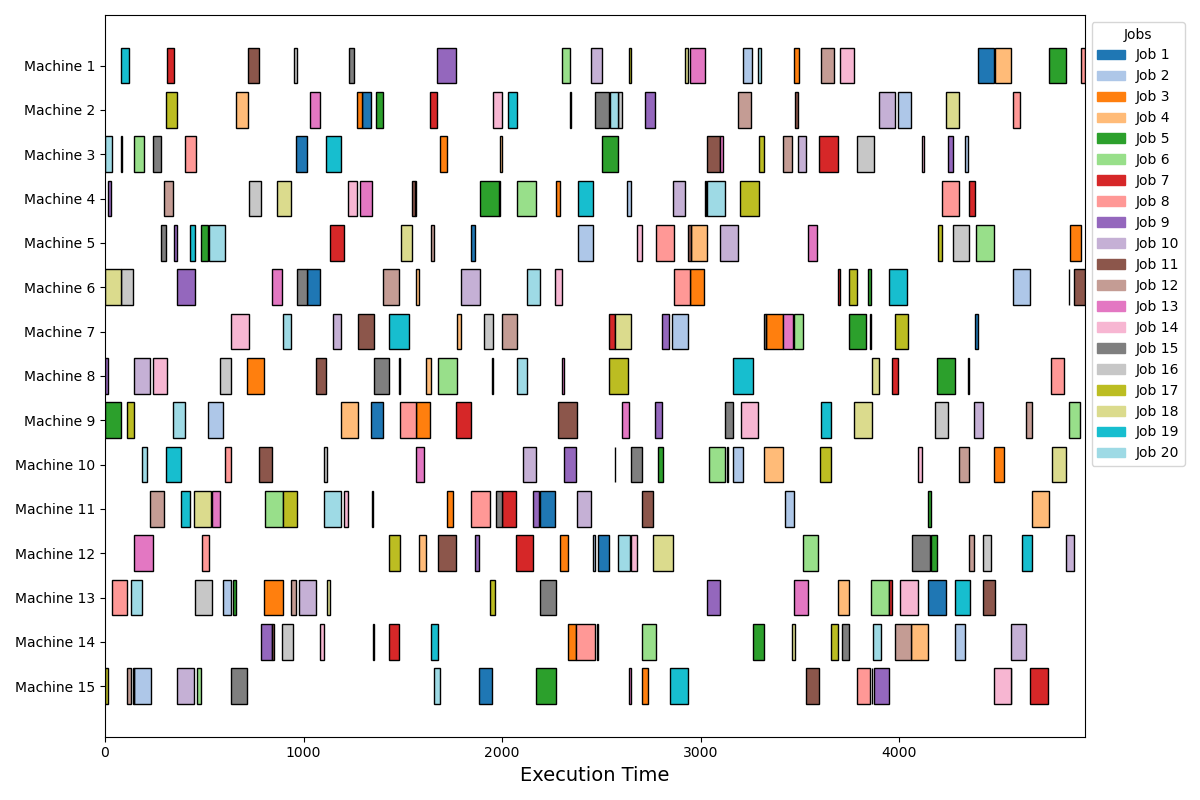 Machine 1
Machine 2
Machine 3
Machine 4
Machine 5
Machine 6
Machine 7
Machine 8
Machine 9
Machine 10
Machine 11
Machine 12
Machine 13
Machine 14
Machine 15
0 1000 2000 3000 4000
Execution Time
Jobs
Job 1
Job 2
Job 3
Job 4
Job 5
Job 6
Job 7
Job 8
Job 9
Job 10
Job 11
Job 12
Job 13
Job 14
Job 15
Job 16
Job 17
Job 18
Job 19
Job 20